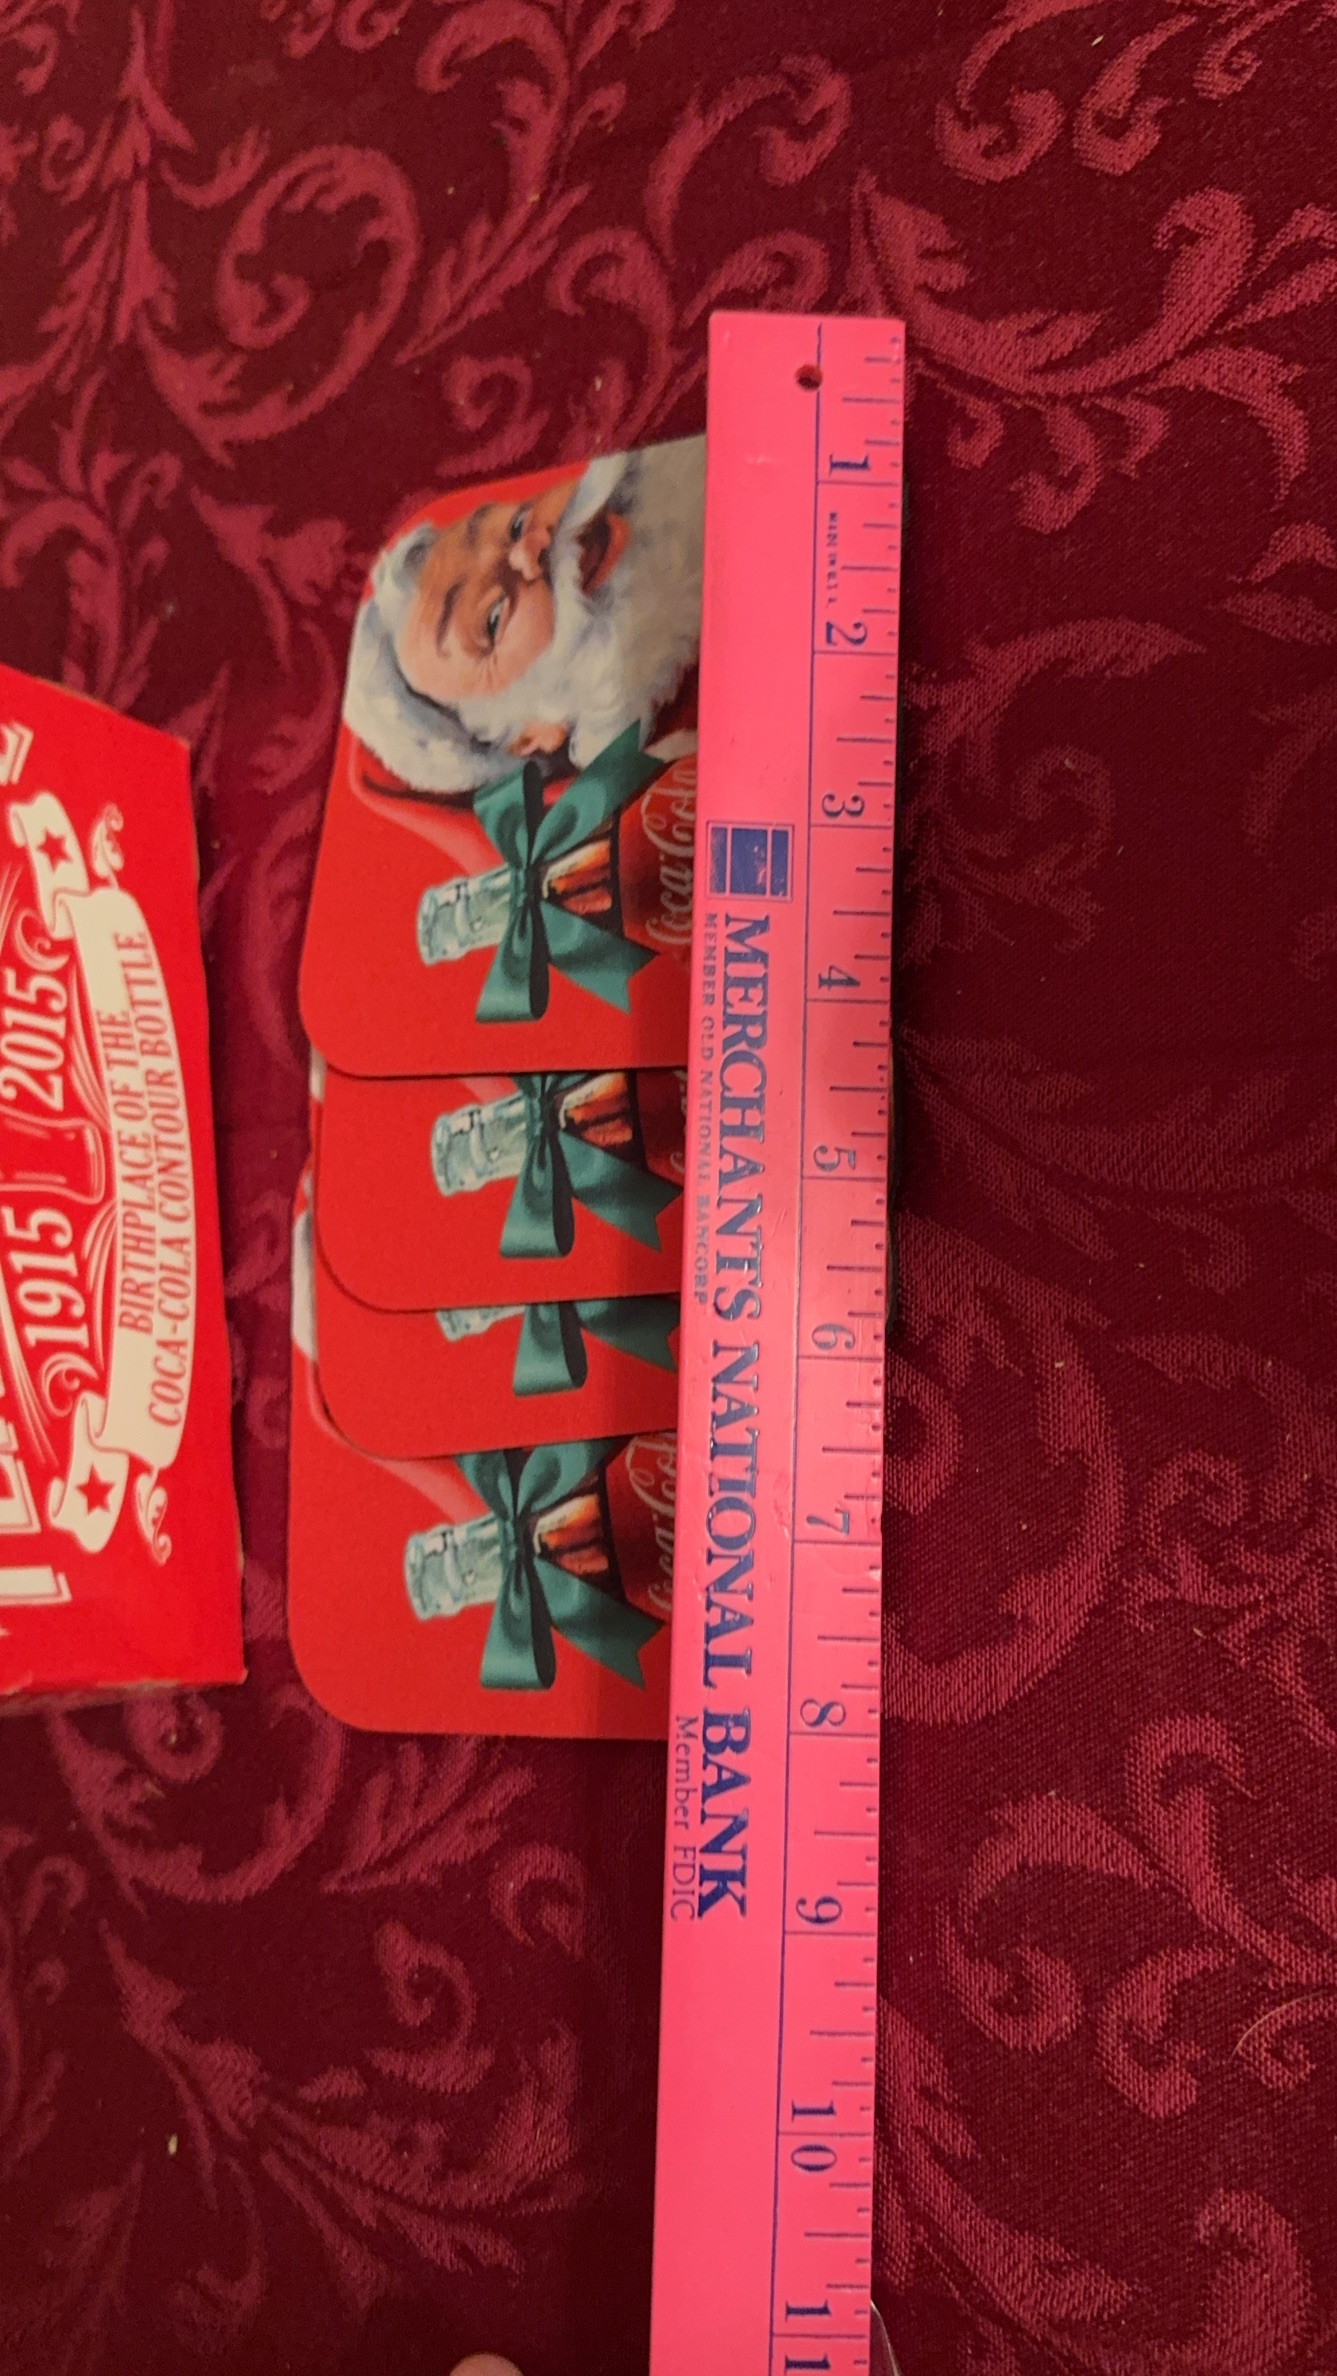 1915
2015
BIRTHPLACE OF THE
COCA-COLA CONTOUR BOTTLE
Coca-Cola
MERCHANTS NATIONAL BANK
MEMBER OLD NATIONAL BANCORP
Member FDIC
1 2 3 4 5 6 7 8 9 10 11